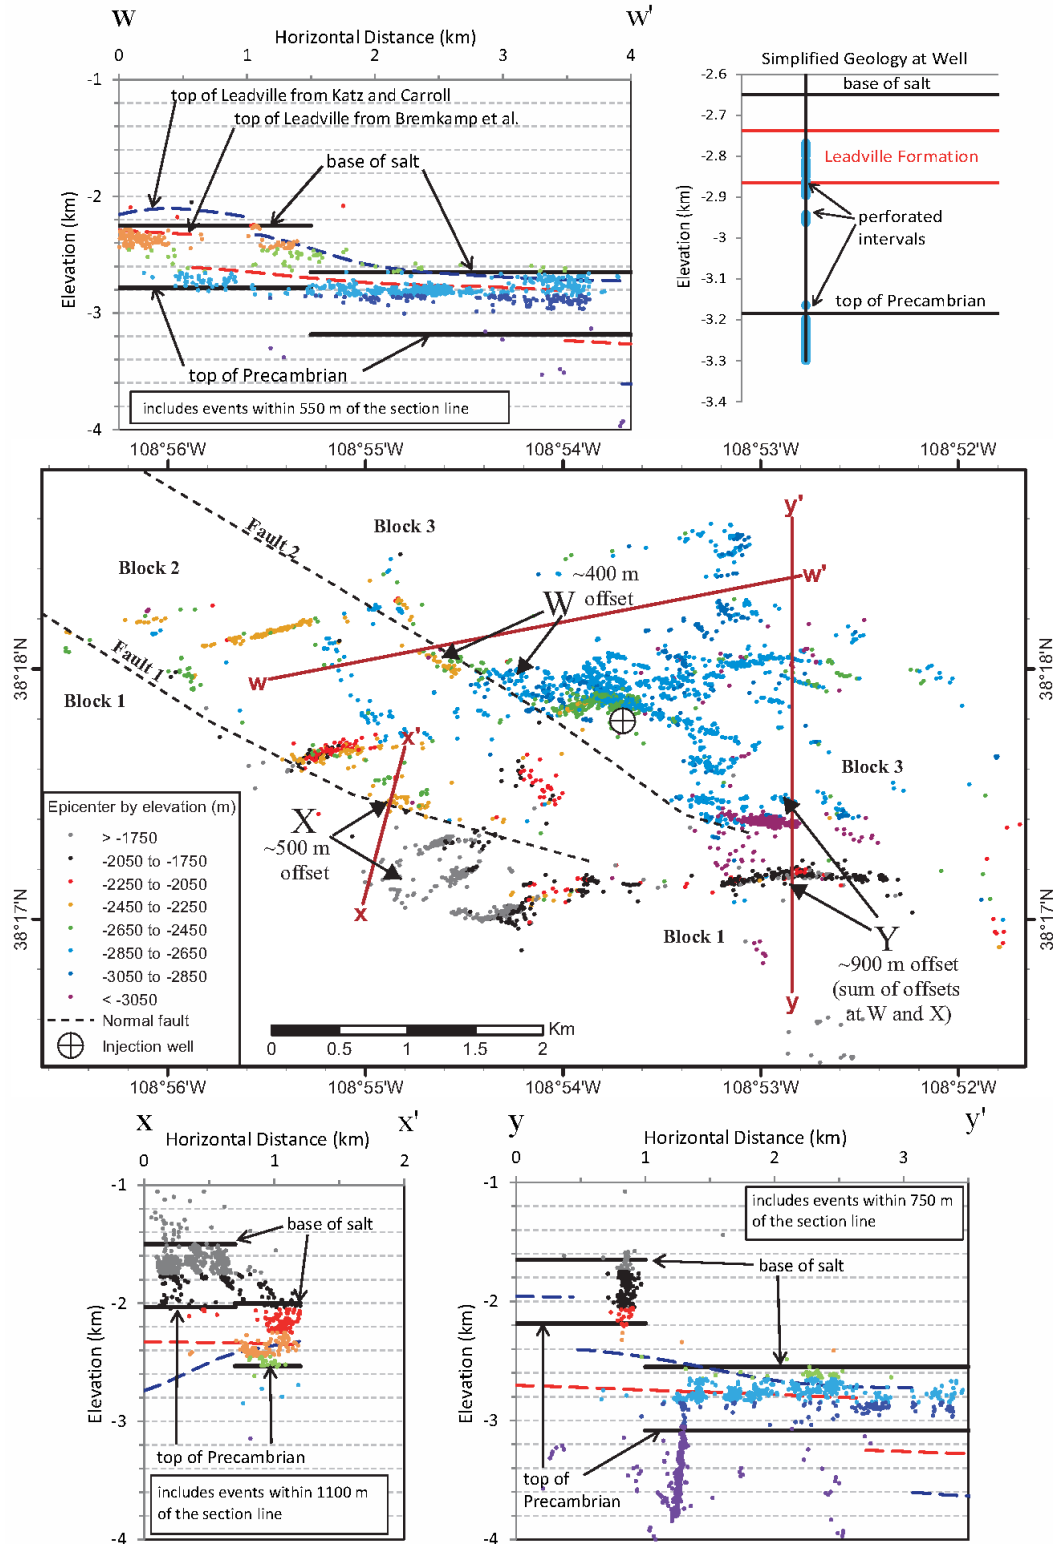 W
W'
Horizontal Distance (km)
0 1 2 3 4
-1
-2
-3
-4
Elevation (km)
top of Leadville from Katz and Carroll
top of Leadville from Bremkamp et al.
base of salt
top of Precambrian
includes events within 550 m of the section line
Simplified Geology at Well
-2.6
-2.7
-2.8
-2.9
-3
-3.1
-3.2
-3.3
-3.4
Elevation (km)
base of salt
Leadville Formation
perforated
intervals
top of Precambrian
108°56'W 108°55'W 108°54'W 108°53'W 108°52'W
38°18'N
38°17'N
38°18'N
38°17'N
Fault 2
Block 3
Block 2
Fault 1
Block 1
y'
w'
~400 m
offset
W
w
x'
X
~500 m
offset
x
Block 3
Block 1
Y
~900 m offset
(sum of offsets
at W and X)
y
Epicenter by elevation (m)
> -1750
-2050 to -1750
-2250 to -2050
-2450 to -2250
-2650 to -2450
-2850 to -2650
-3050 to -2850
< -3050
Normal fault
Injection well
0 0.5 1 1.5 2 Km
108°56'W 108°55'W 108°54'W 108°53'W 108°52'W
x
x'
Horizontal Distance (km)
0 1 2
-1
-2
-3
-4
Elevation (km)
base of salt
top of Precambrian
includes events within 1100 m
of the section line
y
y'
Horizontal Distance (km)
0 1 2 3
-1
-2
-3
-4
Elevation (km)
includes events within 750 m
of the section line
base of salt
top of
Precambrian